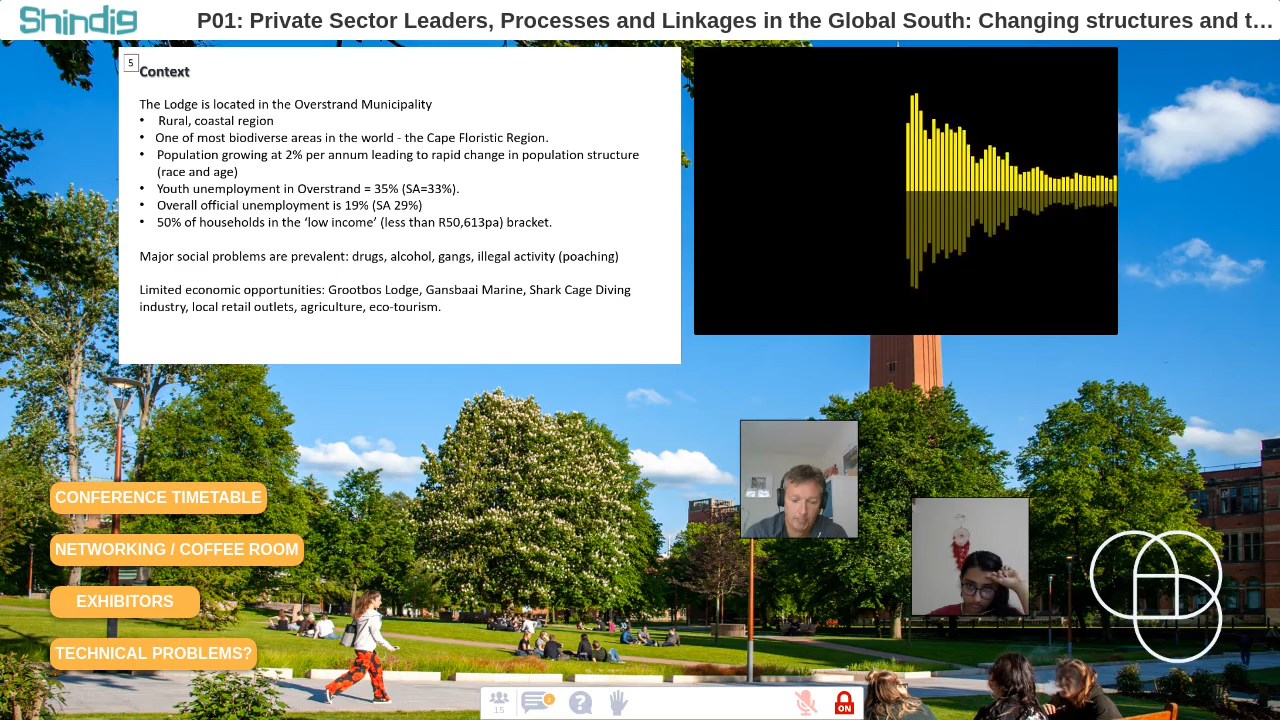 Shindig
P01: Private Sector Leaders, Processes and Linkages in the Global South: Changing structures and t…
5
Context
The Lodge is located in the Overstrand Municipality
• Rural, coastal region
• One of most biodiverse areas in the world - the Cape Floristic Region.
• Population growing at 2% per annum leading to rapid change in population structure
(race and age)
• Youth unemployment in Overstrand = 35% (SA=33%).
• Overall official unemployment is 19% (SA 29%)
• 50% of households in the ‘low income’ (less than R50,613pa) bracket.
Major social problems are prevalent: drugs, alcohol, gangs, illegal activity (poaching)
Limited economic opportunities: Grootbos Lodge, Gansbaai Marine, Shark Cage Diving
industry, local retail outlets, agriculture, eco-tourism.
CONFERENCE TIMETABLE
NETWORKING / COFFEE ROOM
EXHIBITORS
TECHNICAL PROBLEMS?
15
ON